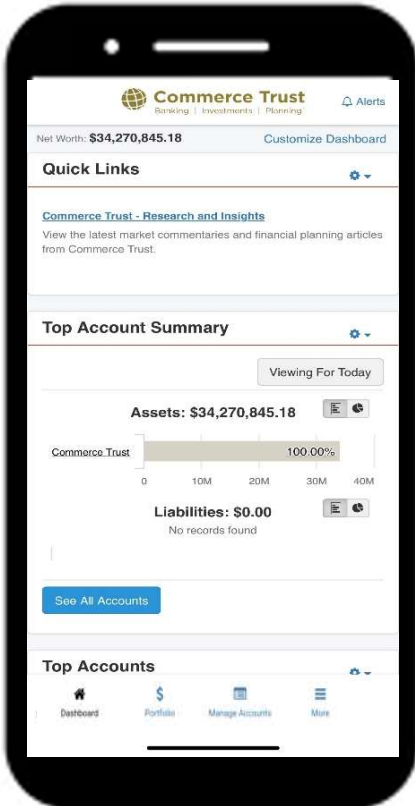 Commerce Trust
Banking | Investments | Planning
Alerts
Net Worth: $34,270,845.18
Customize Dashboard
Quick Links
Commerce Trust - Research and Insights
View the latest market commentaries and financial planning articles
from Commerce Trust.
Top Account Summary
Viewing For Today
Assets: $34,270,845.18
Commerce Trust
100.00%
0 10M 20M 30M 40M
Liabilities: $0.00
No records found
See All Accounts
Top Accounts
Dashboard Portfolio Manage Accounts More